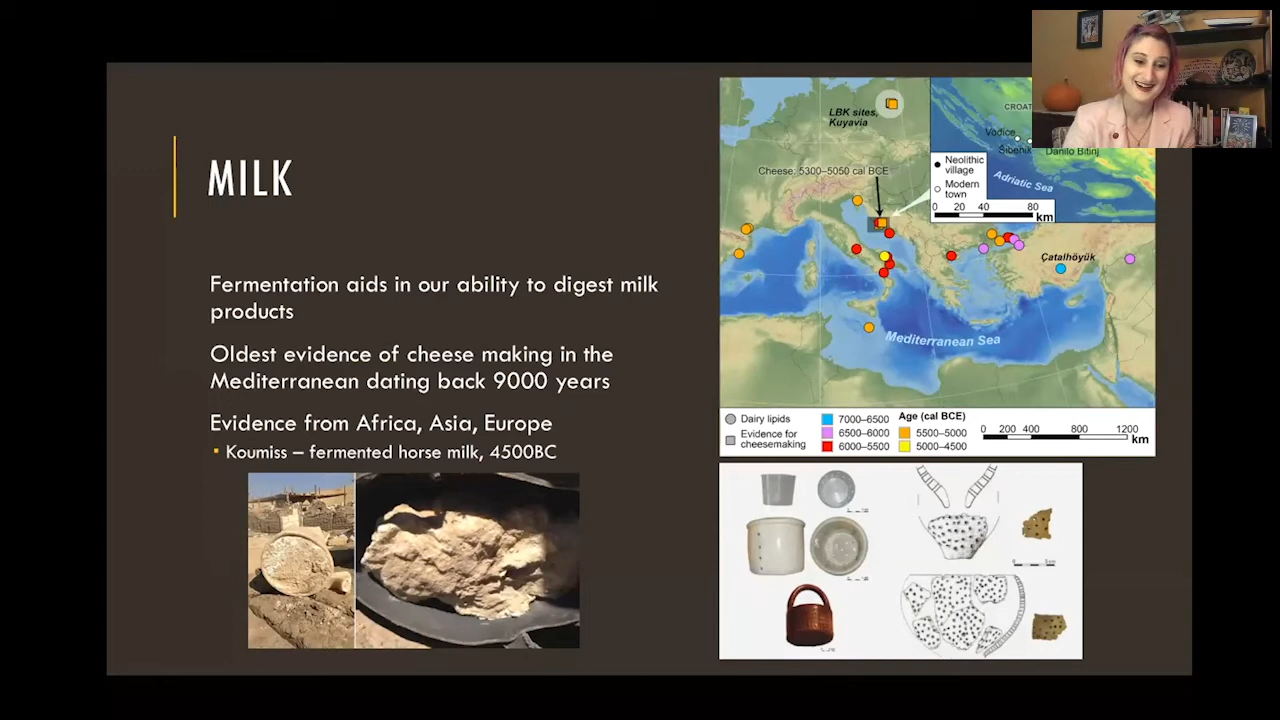 MILK
Fermentation aids in our ability to digest milk
products
Oldest evidence of cheese making in the
Mediterranean dating back 9000 years
Evidence from Africa, Asia, Europe
Koumiss – fermented horse milk, 4500BC
LBK sites,
Kuyavia
Cheese: 5300–5050 cal BCE
CROAT
Vodice
Šibenik
Danilo Bitinj
Adriatic Sea
Neolithic
village
Modern
town
0 20 40 80
km
Çatalhöyük
Mediterranean Sea
Dairy lipids
Evidence for
cheesemaking
Age (cal BCE)
7000–6500
6500–6000
6000–5500
5500–5000
5000–4500
0 200 400 800 1200
km